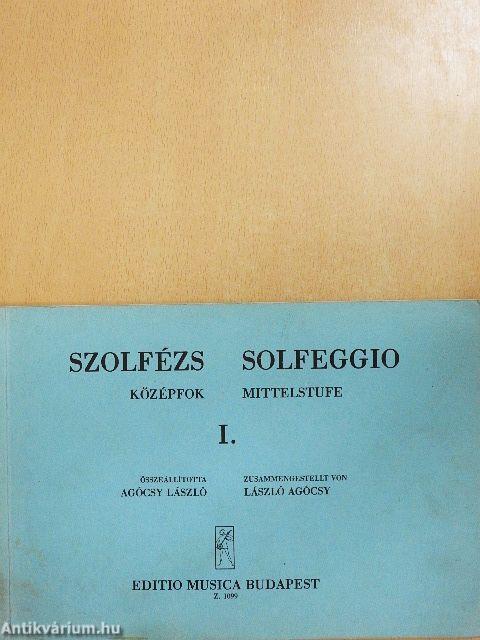 SZOLFÉZS SOLFEGGIO
KÖZÉPFOK MITTELSTUFE
I.
ÖSSZEÁLLÍTOTTA ZUSAMMENGESTELLT VON
AGÓCSY LÁSZLÓ LÁSZLÓ AGÓCSY
EDITIO MUSICA BUDAPEST
Z. 1099
Antikvárium.hu